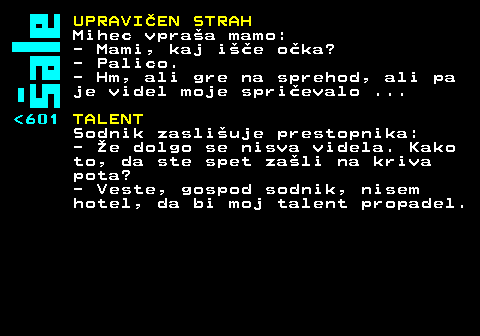 šale
UPRAVIČEN STRAH
Mihec vpraša mamo:
- Mami, kaj išče očka?
- Palico.
- Hm, ali gre na sprehod, ali pa
je videl moje spričevalo ...
<601 TALENT
Sodnik zaslišuje prestopnika:
- Že dolgo se nisva videla. Kako
to, da ste spet zašli na kriva
pota?
- Veste, gospod sodnik, nisem
hotel, da bi moj talent propadel.